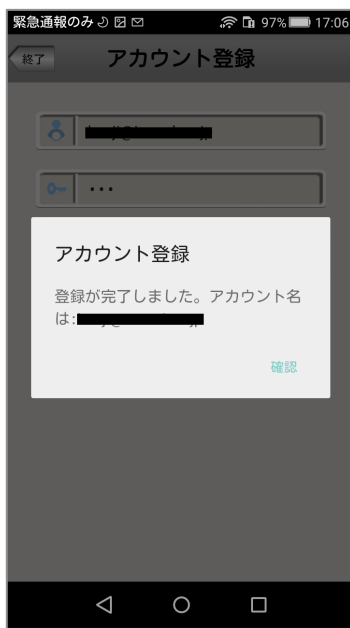 緊急通報のみ 97% 17:06
終了 アカウント登録
•••
アカウント登録
登録が完了しました。アカウント名
は:
確認